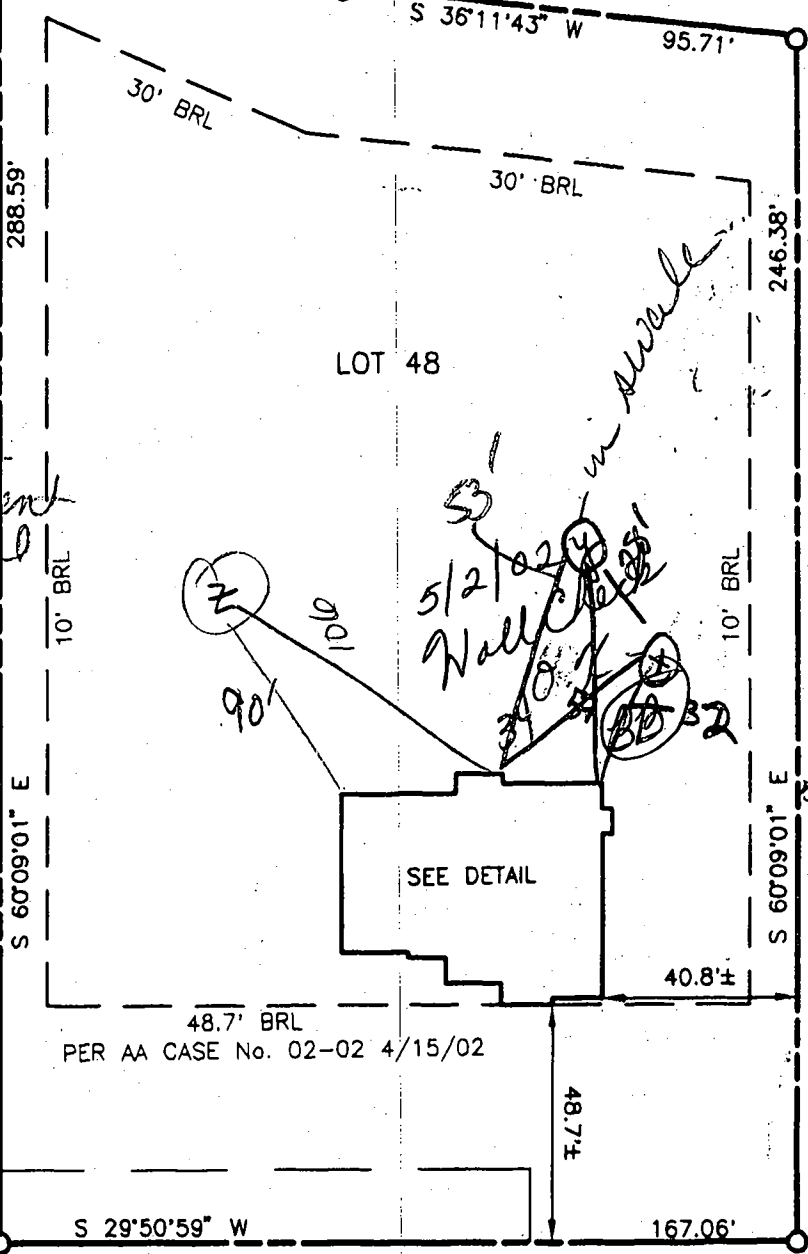 S 36°11'43" W
95.71'
30' BRL
30' BRL
288.59'
246.38'
in swale
LOT 48
53'
10' BRL
Z
5/2/02
Y
10' BRL
106
90'
X
32
S 60°09'01" E
SEE DETAIL
S 60°09'01" E
40.8'±
48.7' BRL
PER AA CASE No. 02-02 4/15/02
48.7'±
S 29°50'59" W
167.06'